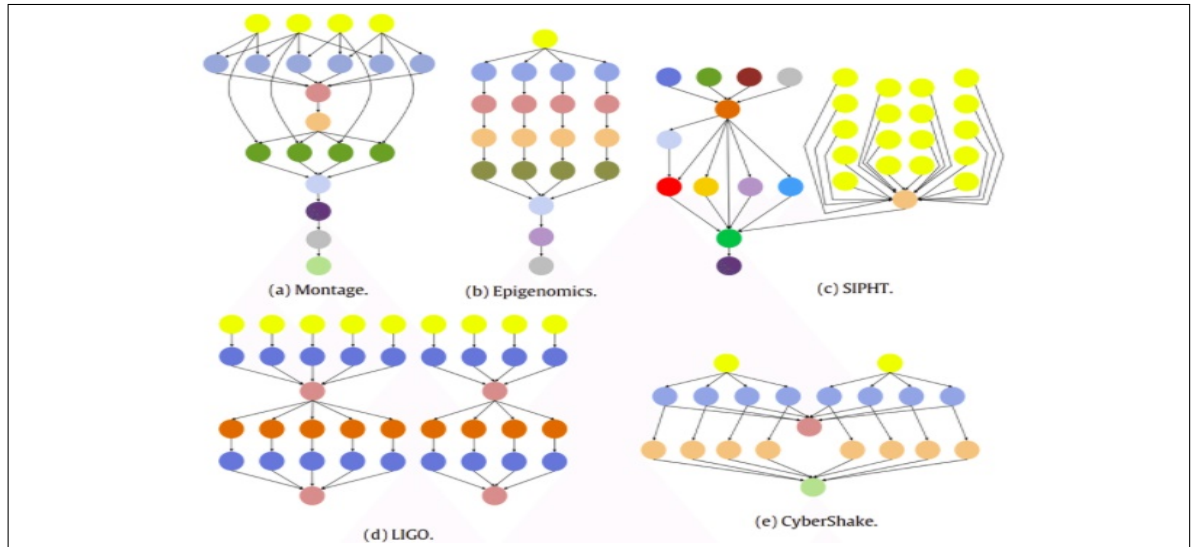 (a) Montage.
(b) Epigenomics.
(c) SIPHT.
(d) LIGO.
(e) CyberShake.